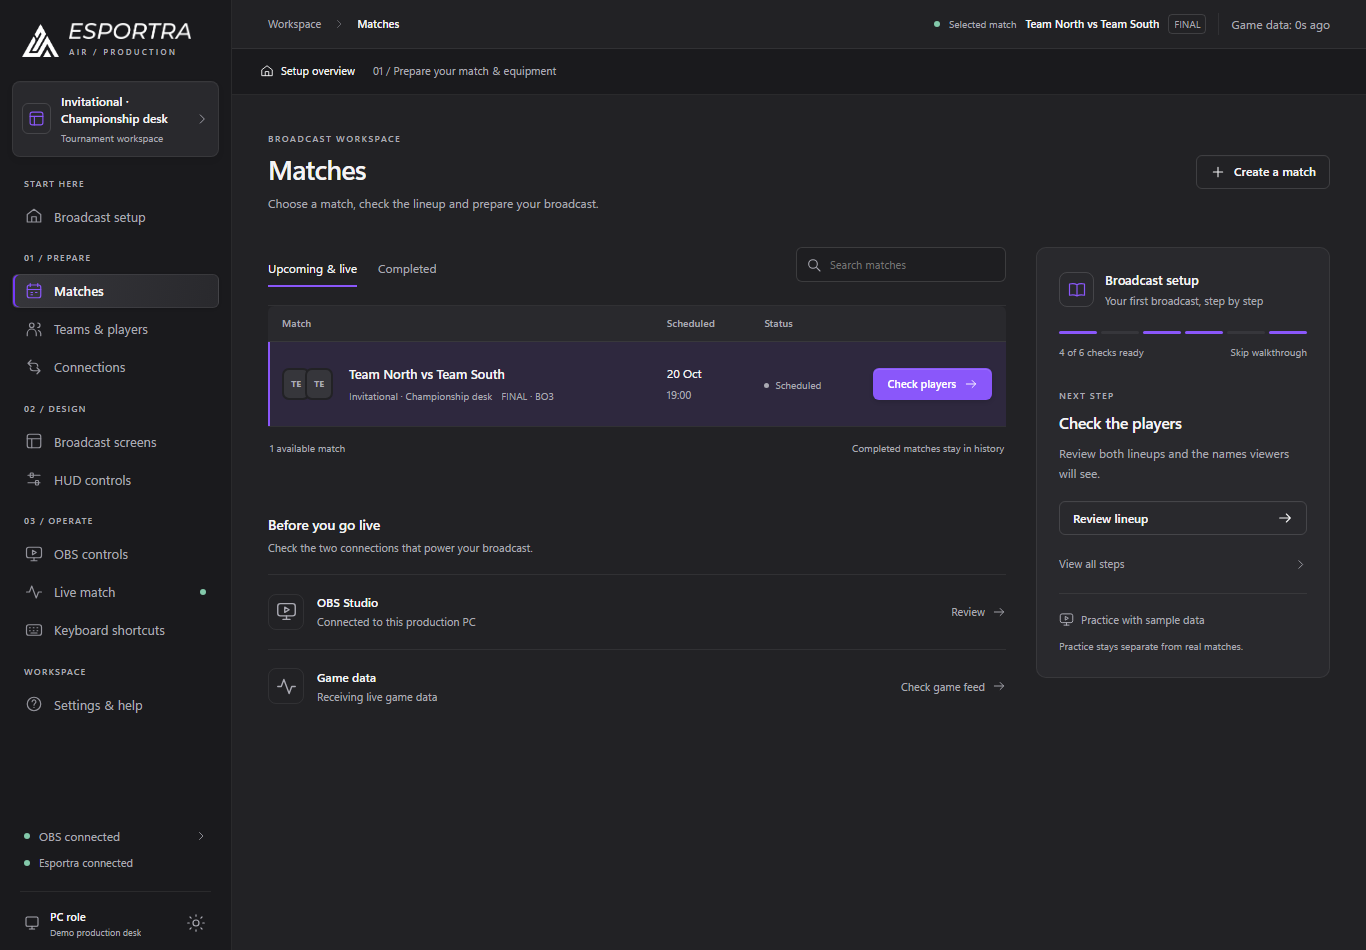 ESPORTRA
AIR / PRODUCTION
Invitational ·
Championship desk
Tournament workspace
START HERE
Broadcast setup
01 / PREPARE
Matches
Teams & players
Connections
02 / DESIGN
Broadcast screens
HUD controls
03 / OPERATE
OBS controls
Live match
Keyboard shortcuts
WORKSPACE
Settings & help
OBS connected
Esportra connected
PC role
Demo production desk
Workspace
Matches
Selected match Team North vs Team South FINAL
Game data: 0s ago
Setup overview
01 / Prepare your match & equipment
BROADCAST WORKSPACE
Matches
Choose a match, check the lineup and prepare your broadcast.
Create a match
Upcoming & live
Completed
Search matches
Match
Scheduled
Status
TE
TE
Team North vs Team South
Invitational · Championship desk FINAL · BO3
20 Oct
19:00
Scheduled
Check players
1 available match
Completed matches stay in history
Before you go live
Check the two connections that power your broadcast.
OBS Studio
Connected to this production PC
Review
Game data
Receiving live game data
Check game feed
Broadcast setup
Your first broadcast, step by step
4 of 6 checks ready
Skip walkthrough
NEXT STEP
Check the players
Review both lineups and the names viewers
will see.
Review lineup
View all steps
Practice with sample data
Practice stays separate from real matches.